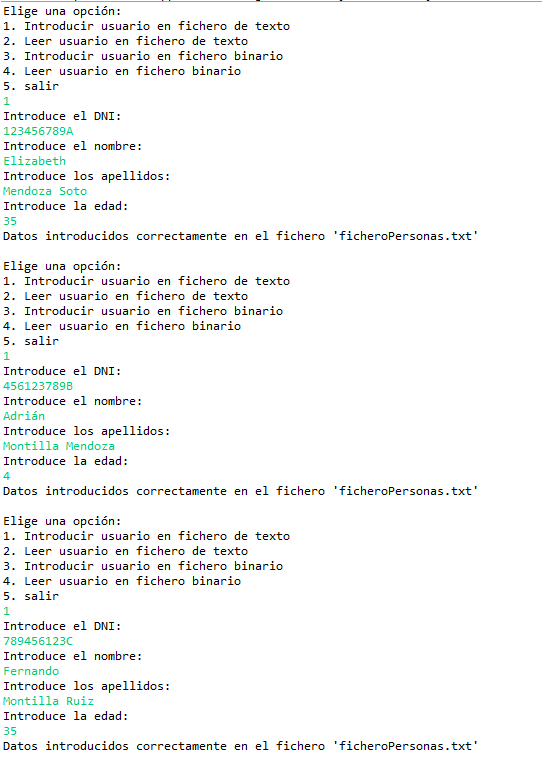 Elige una opción:
1. Introducir usuario en fichero de texto
2. Leer usuario en fichero de texto
3. Introducir usuario en fichero binario
4. Leer usuario en fichero binario
5. salir
1
Introduce el DNI:
123456789A
Introduce el nombre:
Elizabeth
Introduce los apellidos:
Mendoza Soto
Introduce la edad:
35
Datos introducidos correctamente en el fichero 'ficheroPersonas.txt'
Elige una opción:
1. Introducir usuario en fichero de texto
2. Leer usuario en fichero de texto
3. Introducir usuario en fichero binario
4. Leer usuario en fichero binario
5. salir
1
Introduce el DNI:
456123789B
Introduce el nombre:
Adrián
Introduce los apellidos:
Montilla Mendoza
Introduce la edad:
4
Datos introducidos correctamente en el fichero 'ficheroPersonas.txt'
Elige una opción:
1. Introducir usuario en fichero de texto
2. Leer usuario en fichero de texto
3. Introducir usuario en fichero binario
4. Leer usuario en fichero binario
5. salir
1
Introduce el DNI:
789456123C
Introduce el nombre:
Fernando
Introduce los apellidos:
Montilla Ruiz
Introduce la edad:
35
Datos introducidos correctamente en el fichero 'ficheroPersonas.txt'